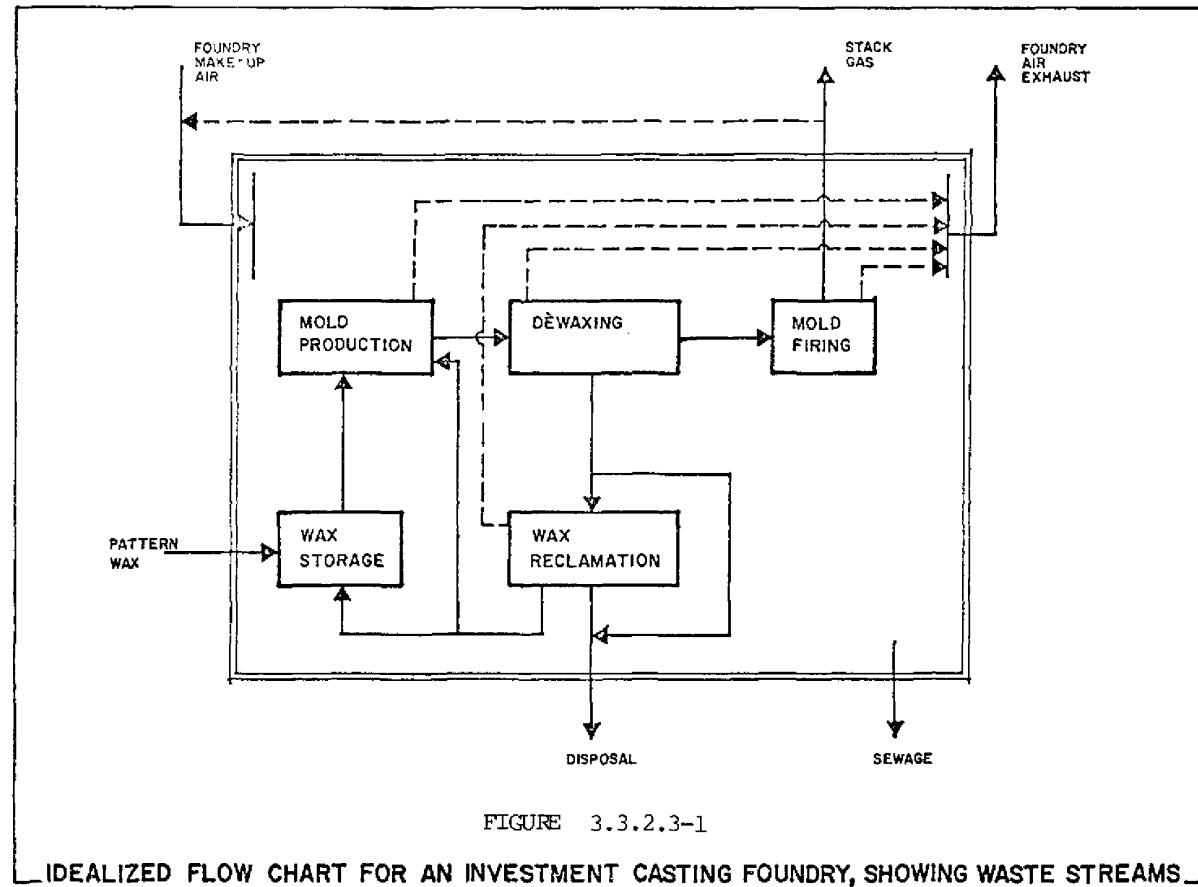 FOUNDRY
MAKE-UP
AIR
STACK
GAS
FOUNDRY
AIR
EXHAUST
MOLD
PRODUCTION
DÈWAXING
MOLD
FIRING
PATTERN
WAX
WAX
STORAGE
WAX
RECLAMATION
DISPOSAL
SEWAGE
FIGURE 3.3.2.3-1
IDEALIZED FLOW CHART FOR AN INVESTMENT CASTING FOUNDRY, SHOWING WASTE STREAMS